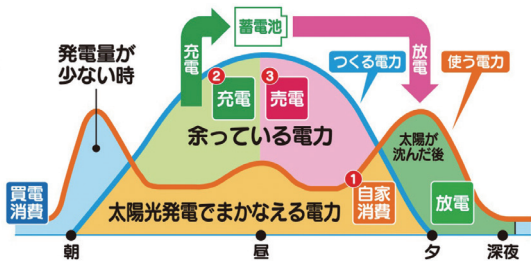 蓄電池
充電
放電
発電量が
少ない時
つくる電力
使う電力
2
充電
3
売電
余っている電力
太陽が
沈んだ後
買電
消費
太陽光発電でまかなえる電力
1
自家
消費
放電
朝
昼
夕
深夜